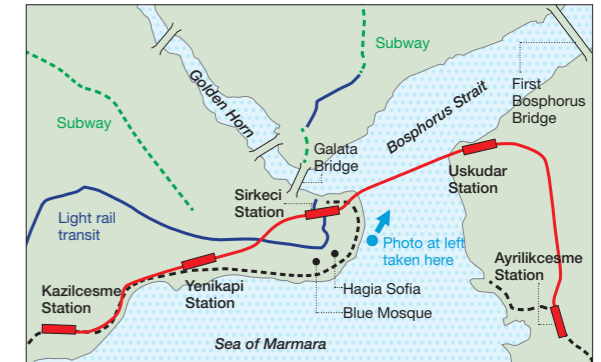 Subway
Golden Horn
Bosphorus Strait
First
Bosphorus
Bridge
Subway
Galata
Bridge
Uskudar
Station
Sirkeci
Station
Light rail
transit
Photo at left
taken here
Ayrilikcesme
Station
Kazilcesme
Station
Yenikapi
Station
Hagia Sofia
Blue Mosque
Sea of Marmara